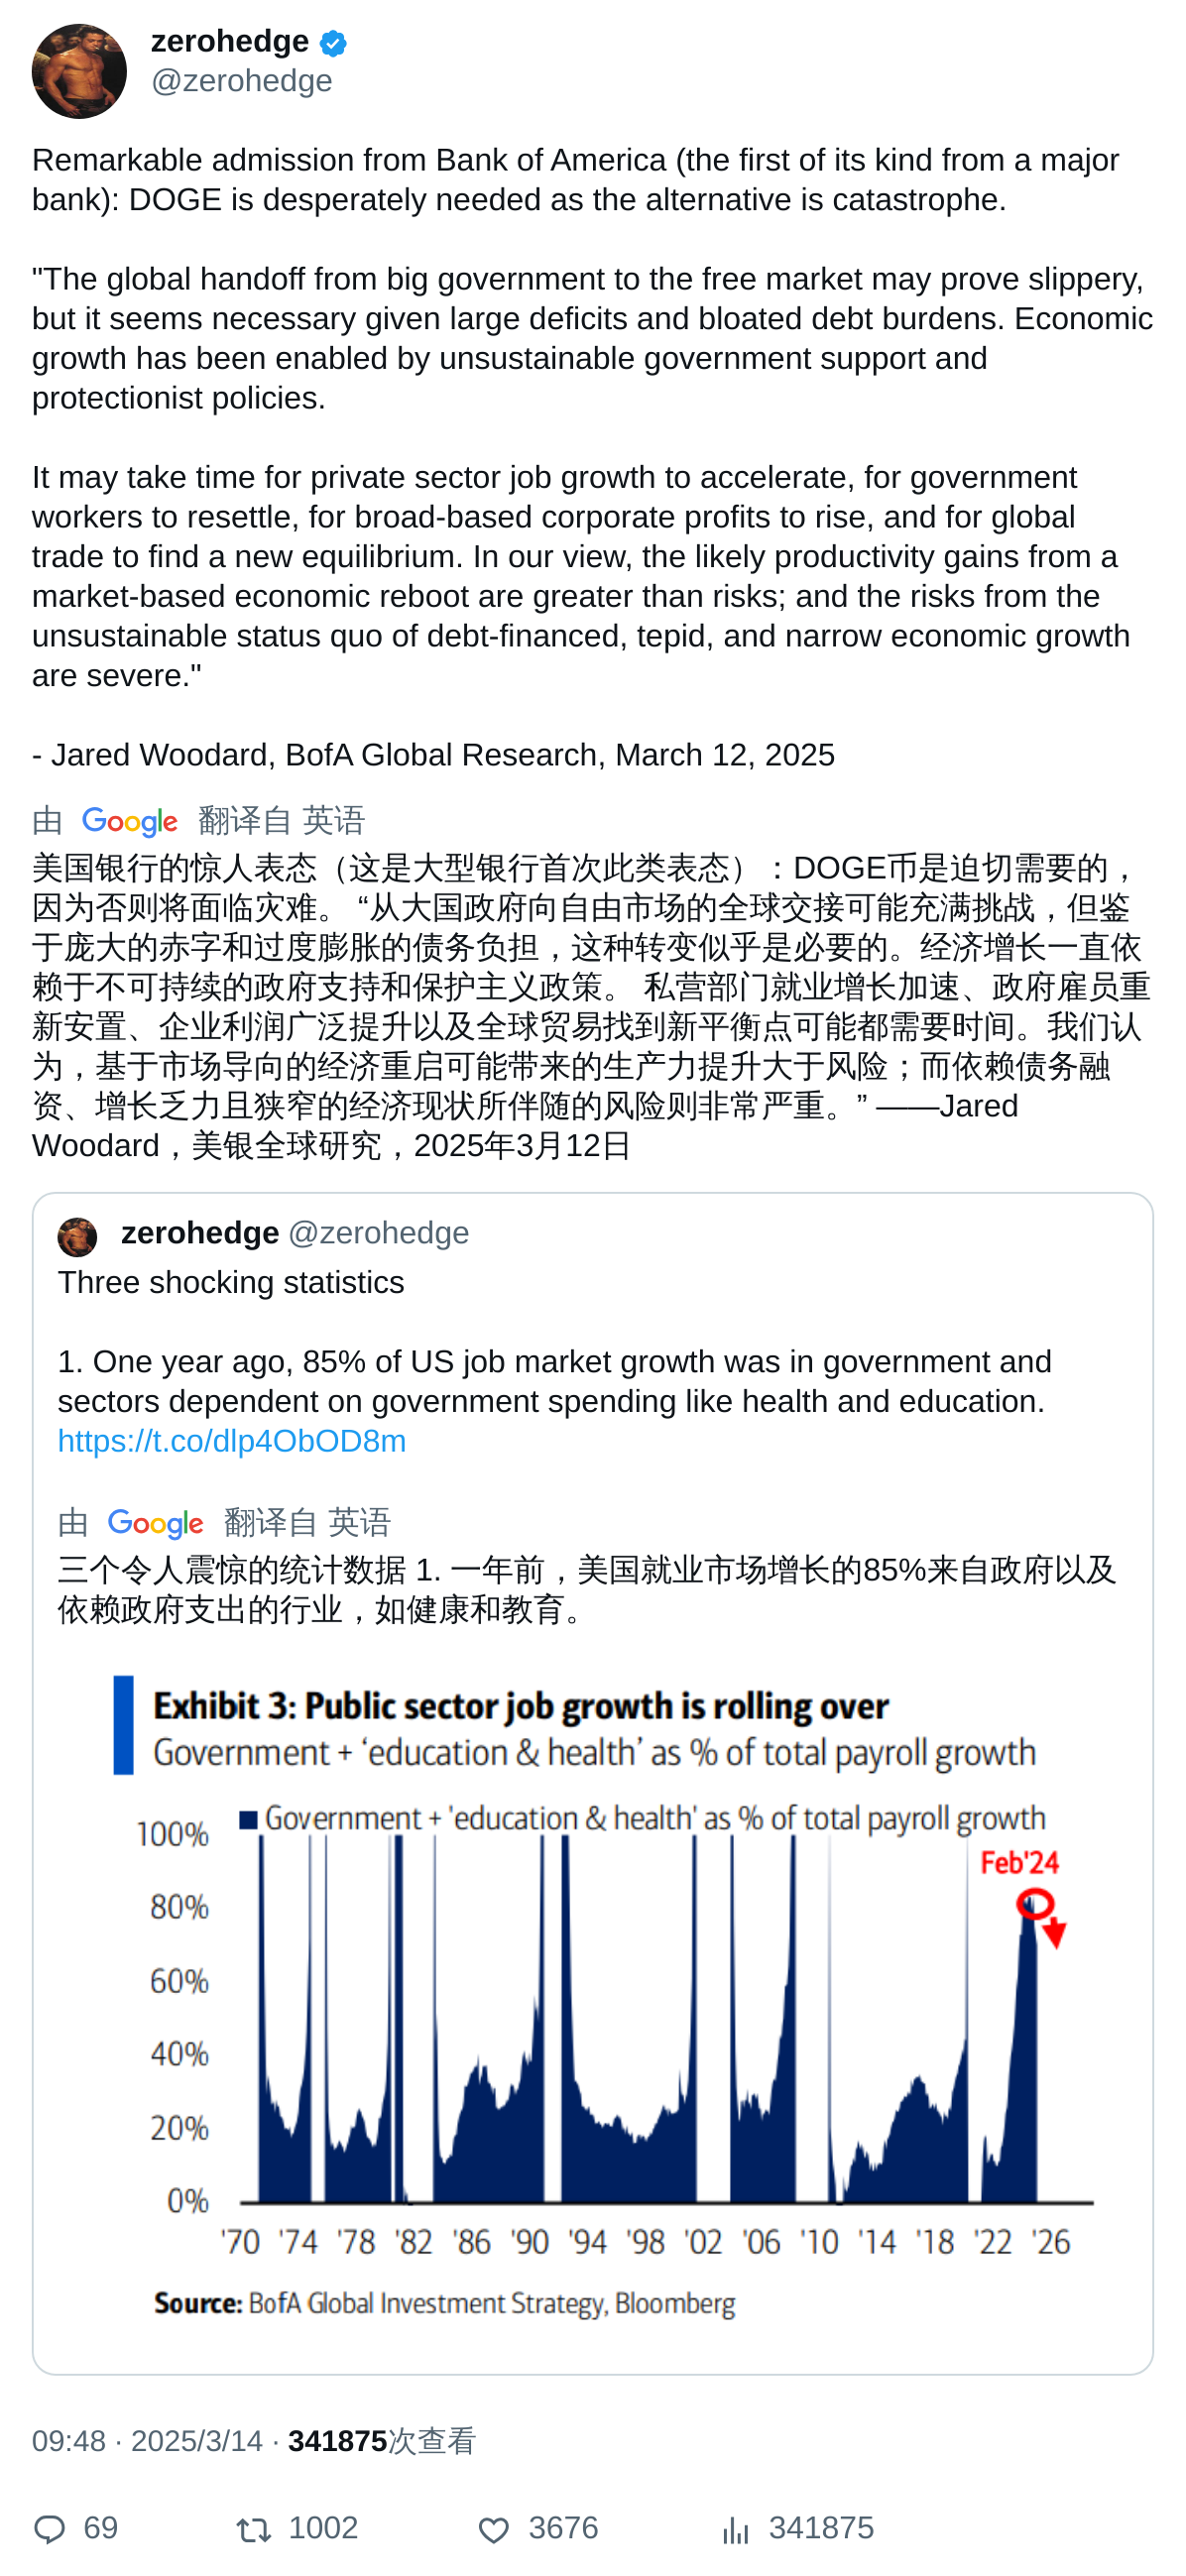 zerohedge
@zerohedge
Remarkable admission from Bank of America (the first of its kind from a major
bank): DOGE is desperately needed as the alternative is catastrophe.
"The global handoff from big government to the free market may prove slippery,
but it seems necessary given large deficits and bloated debt burdens. Economic
growth has been enabled by unsustainable government support and
protectionist policies.
It may take time for private sector job growth to accelerate, for government
workers to resettle, for broad-based corporate profits to rise, and for global
trade to find a new equilibrium. In our view, the likely productivity gains from a
market-based economic reboot are greater than risks; and the risks from the
unsustainable status quo of debt-financed, tepid, and narrow economic growth
are severe."
- Jared Woodard, BofA Global Research, March 12, 2025
由 Google 翻译自 英语
美国银行的惊人表态（这是大型银行首次此类表态）：DOGE币是迫切需要的，
因为否则将面临灾难。 “从大国政府向自由市场的全球交接可能充满挑战，但鉴
于庞大的赤字和过度膨胀的债务负担，这种转变似乎是必要的。经济增长一直依
赖于不可持续的政府支持和保护主义政策。 私营部门就业增长加速、政府雇员重
新安置、企业利润广泛提升以及全球贸易找到新平衡点可能都需要时间。我们认
为，基于市场导向的经济重启可能带来的生产力提升大于风险；而依赖债务融
资、增长乏力且狭窄的经济现状所伴随的风险则非常严重。” ——Jared
Woodard，美银全球研究，2025年3月12日
zerohedge @zerohedge
Three shocking statistics
1. One year ago, 85% of US job market growth was in government and
sectors dependent on government spending like health and education.
https://t.co/dlp4ObOD8m
由 Google 翻译自 英语
三个令人震惊的统计数据 1. 一年前，美国就业市场增长的85%来自政府以及
依赖政府支出的行业，如健康和教育。
Exhibit 3: Public sector job growth is rolling over
Government + ‘education & health’ as % of total payroll growth
Government + 'education & health' as % of total payroll growth
100%
Feb'24
80%
60%
40%
20%
0%
'70 '74 '78 '82 '86 '90 '94 '98 '02 '06 '10 '14 '18 '22 '26
Source: BofA Global Investment Strategy, Bloomberg
09:48 · 2025/3/14 · 341875次查看
69 1002 3676 341875